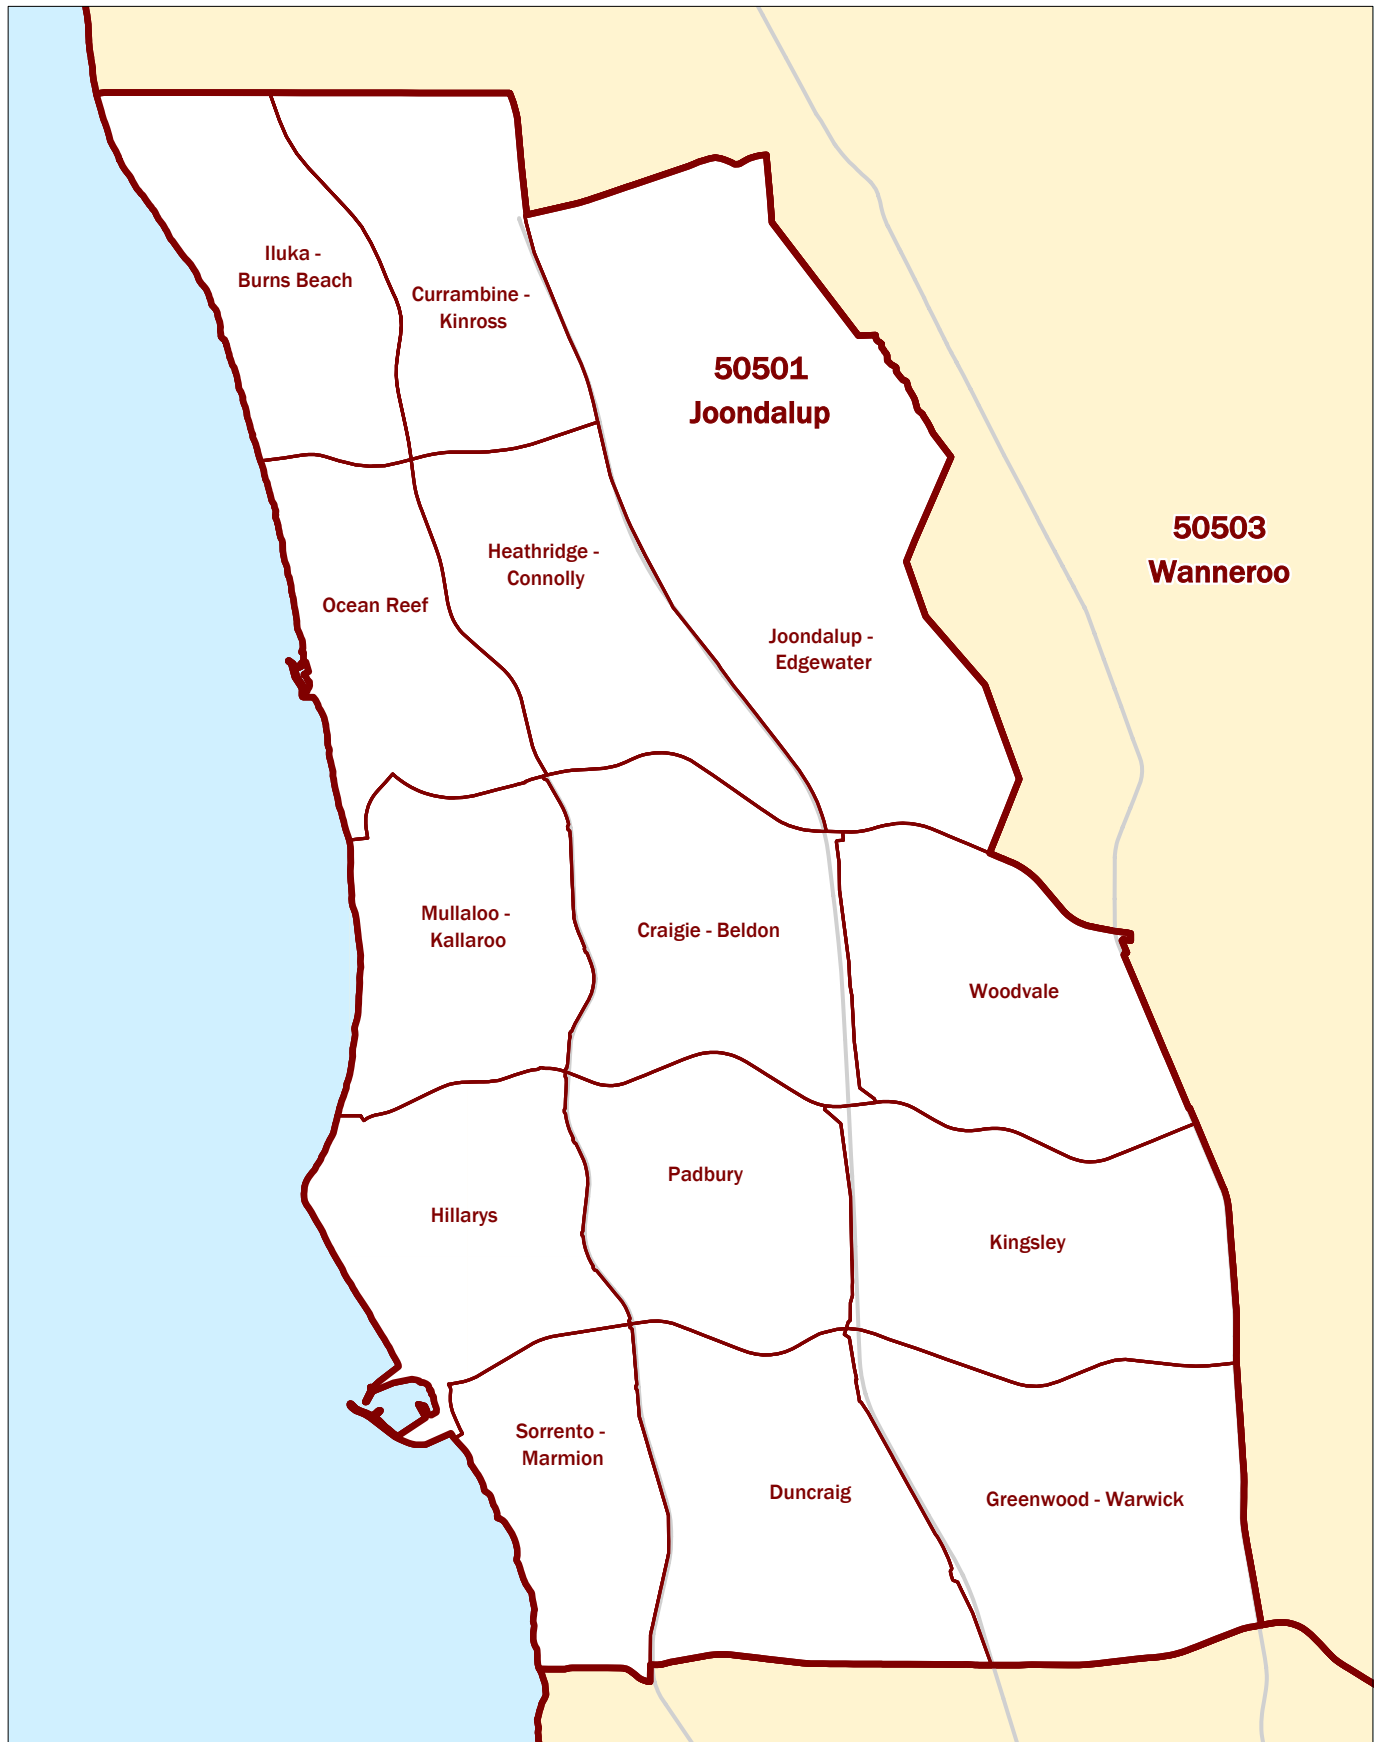 Iluka -
Burns Beach
Currambine -
Kinross
50501
Joondalup
50503
Wanneroo
Heathridge -
Connolly
Ocean Reef
Joondalup -
Edgewater
Mullaloo -
Kallaroo
Craigie - Beldon
Woodvale
Padbury
Hillarys
Kingsley
Sorrento -
Marmion
Duncraig
Greenwood - Warwick